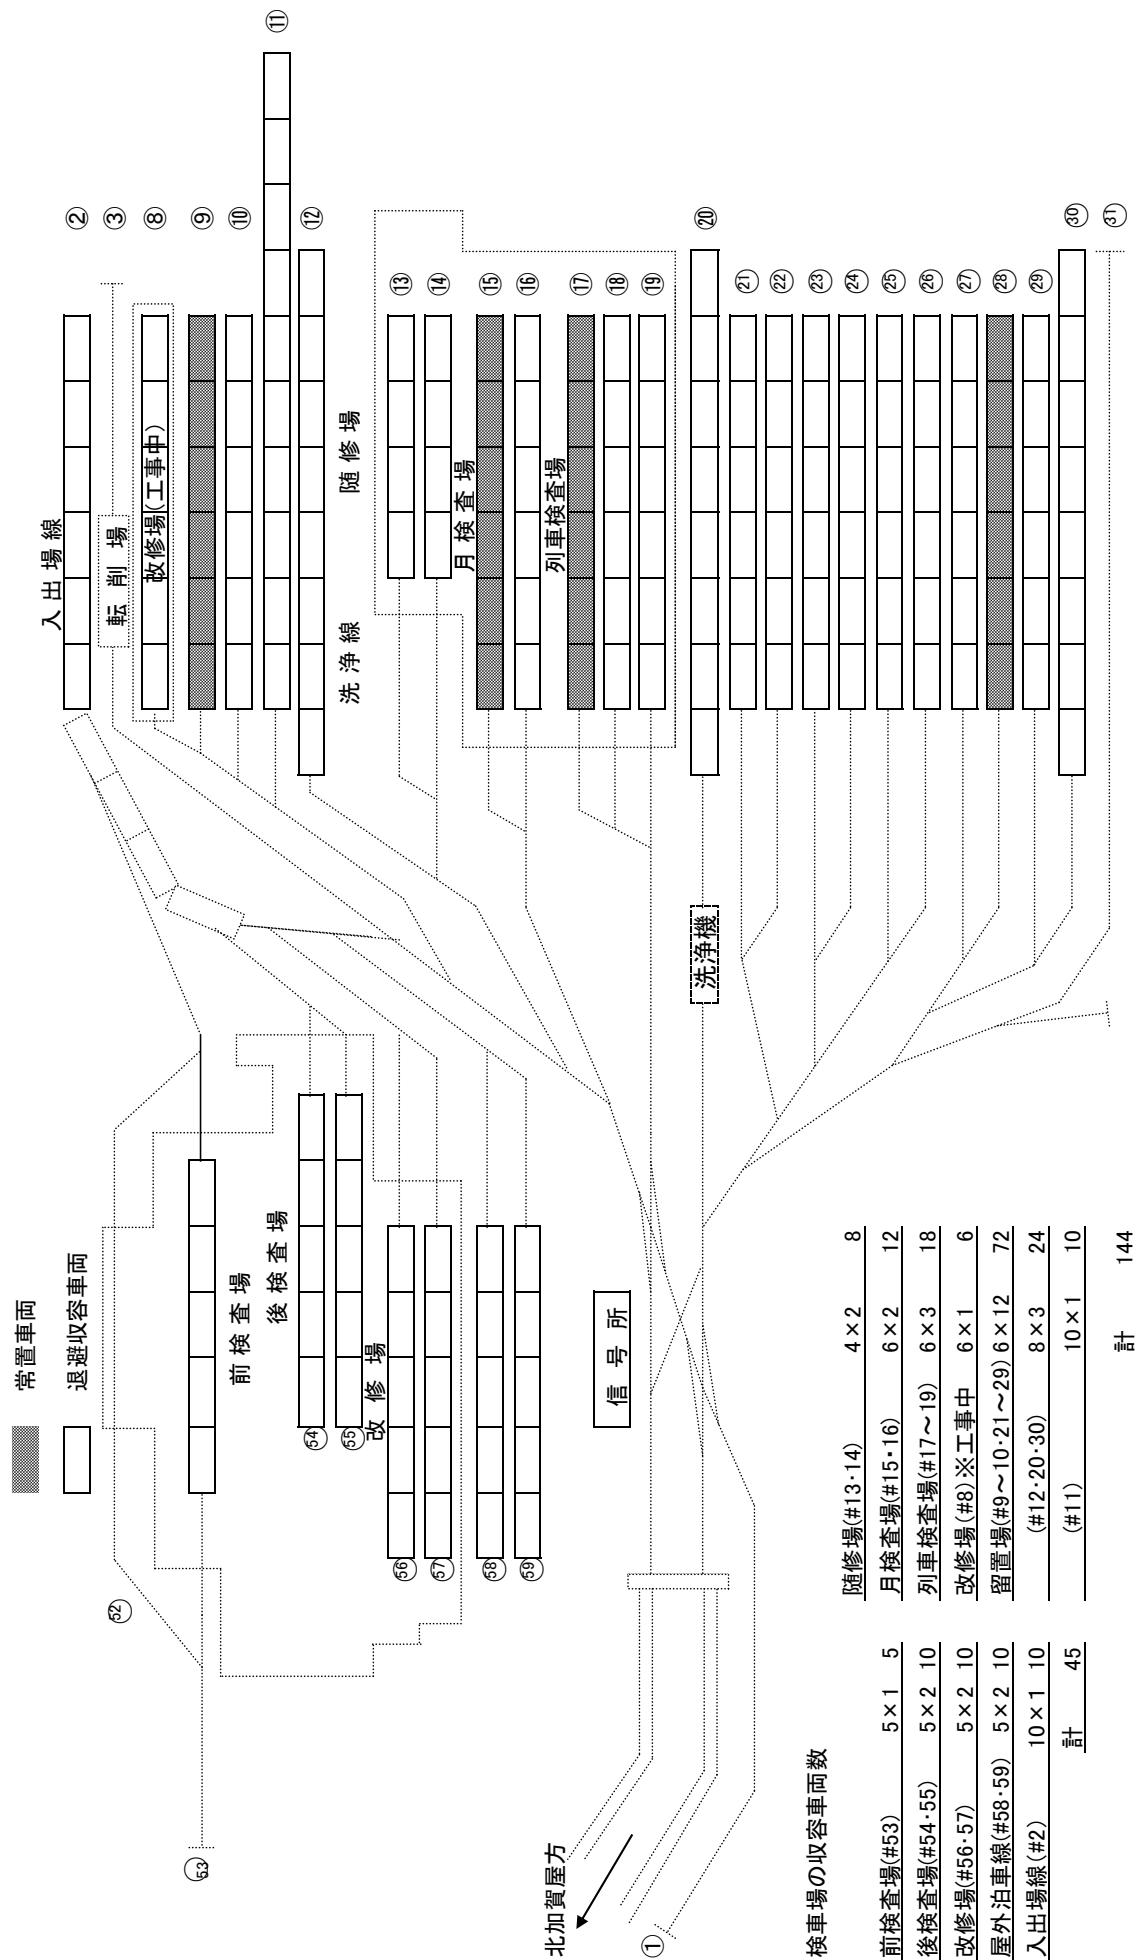 常置車両
退避収容車両
入出場線
転削場
改修場(工事中)
②
③
⑧
⑨
⑩
⑪
⑫
洗浄線
随修場
⑬
⑭
月検査場
⑮
⑯
列車検査場
⑰
⑱
⑲
⑳
㉑
㉒
㉓
㉔
㉕
㉖
㉗
㉘
㉙
㉚
㉛
洗浄機
㊾
前検査場
後検査場
改修場
信号所
52
53
54
55
56
57
58
59
北加賀屋方
①
検車場の収容車両数
前検査場(#53) 5×1 5
後検査場(#54･55) 5×2 10
改修場(#56･57) 5×2 10
屋外泊車線(#58･59) 5×2 10
入出場線(#2) 10×1 10
計 45
随修場(#13･14) 4×2 8
月検査場(#15･16) 6×2 12
列車検査場(#17～19) 6×3 18
改修場(#8)※工事中 6×1 6
留置場(#9～10･21～29) 6×12 72
(#12･20･30) 8×3 24
(#11) 10×1 10
計 144